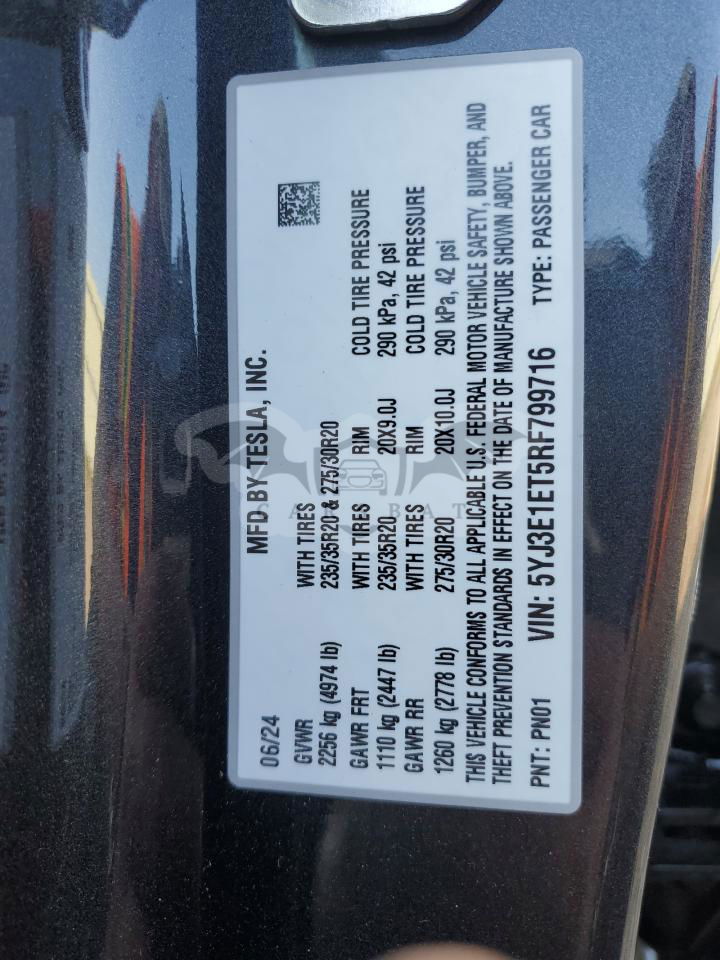 MFD BY TESLA, INC.
06/24
GVWR WITH TIRES
2256 kg (4974 lb) 235/35R20 & 275/30R20
GAWR FRT WITH TIRES RIM COLD TIRE PRESSURE
1110 kg (2447 lb) 235/35R20 20X9.0J 290 kPa, 42 psi
GAWR RR WITH TIRES RIM COLD TIRE PRESSURE
1260 kg (2778 lb) 275/30R20 20X10.0J 290 kPa, 42 psi
THIS VEHICLE CONFORMS TO ALL APPLICABLE U.S. FEDERAL MOTOR VEHICLE SAFETY, BUMPER, AND
THEFT PREVENTION STANDARDS IN EFFECT ON THE DATE OF MANUFACTURE SHOWN ABOVE.
PNT: PN01 VIN: 5YJ3E1ET5RF799716 TYPE: PASSENGER CAR
CAR BAT